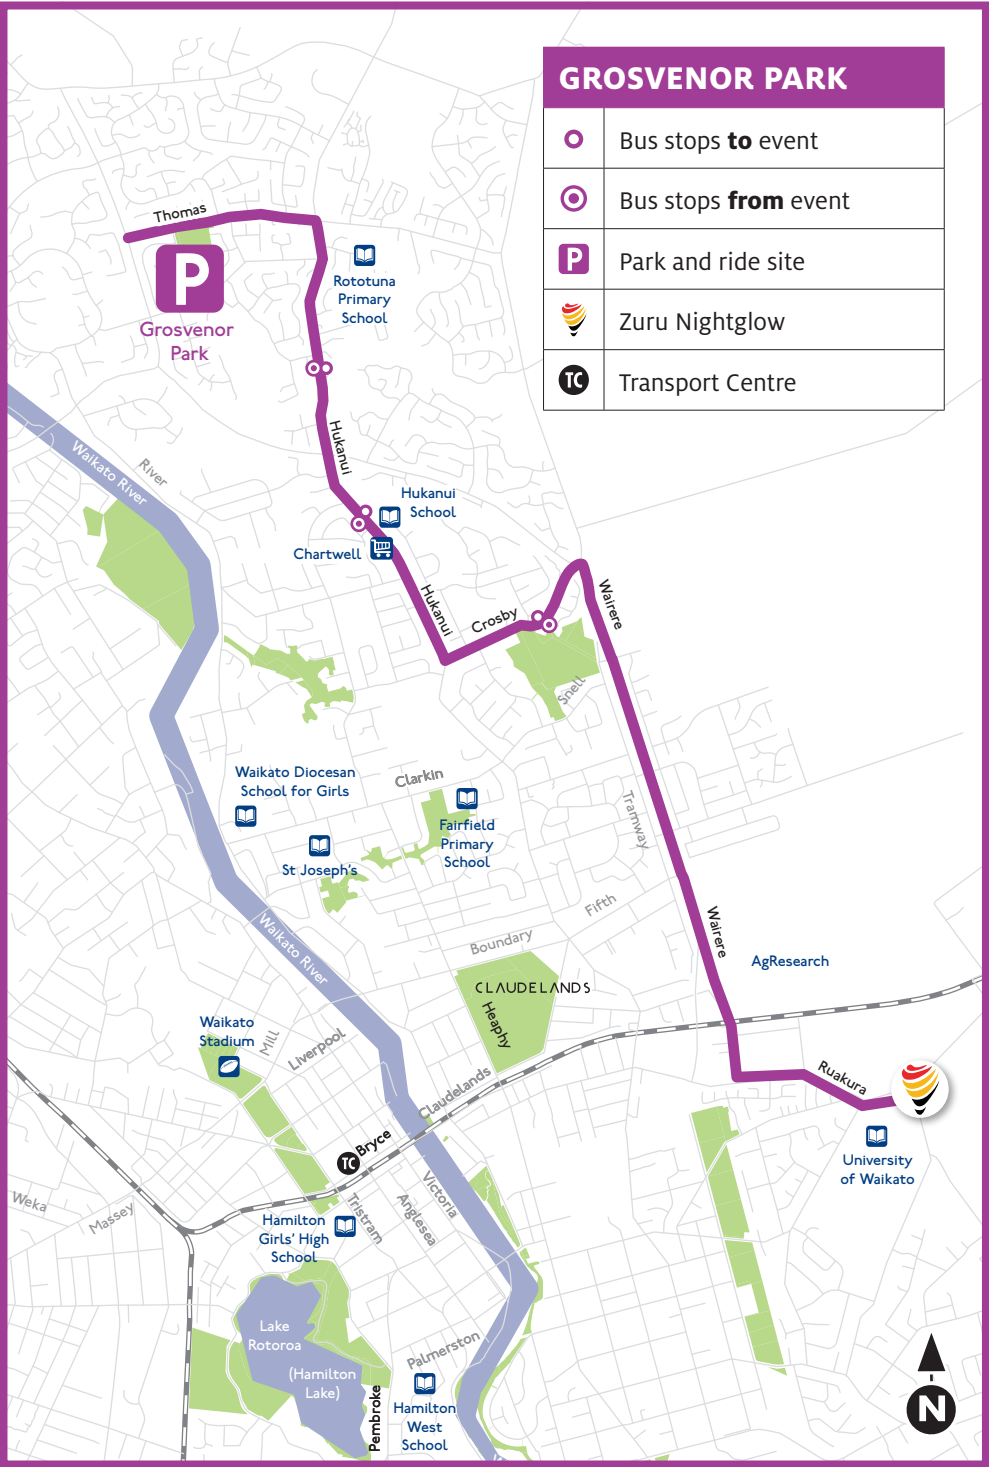 GROSVENOR PARK
Bus stops to event
Bus stops from event
P
Park and ride site
Zuru Nightglow
TC
Transport Centre
Thomas
P
Grosvenor
Park
Rototuna
Primary
School
Hukanui
Waikato River
River
Hukanui
School
Chartwell
Hukanui
Crosby
Wairere
Snell
Waikato Diocesan
School for Girls
Clarkin
Fairfield
Primary
School
Tramway
St Joseph's
Fifth
Wairere
Waikato River
Boundary
AgResearch
CLAUDELANDS
Heaphy
Waikato
Stadium
Mill
Liverpool
Claudelands
Ruakura
University
of Waikato
TC
Bryce
Victoria
Anglesea
Tristram
Weka
Massey
Hamilton
Girls' High
School
Lake
Rotoroa
(Hamilton
Lake)
Palmerston
Pembroke
Hamilton
West
School
N